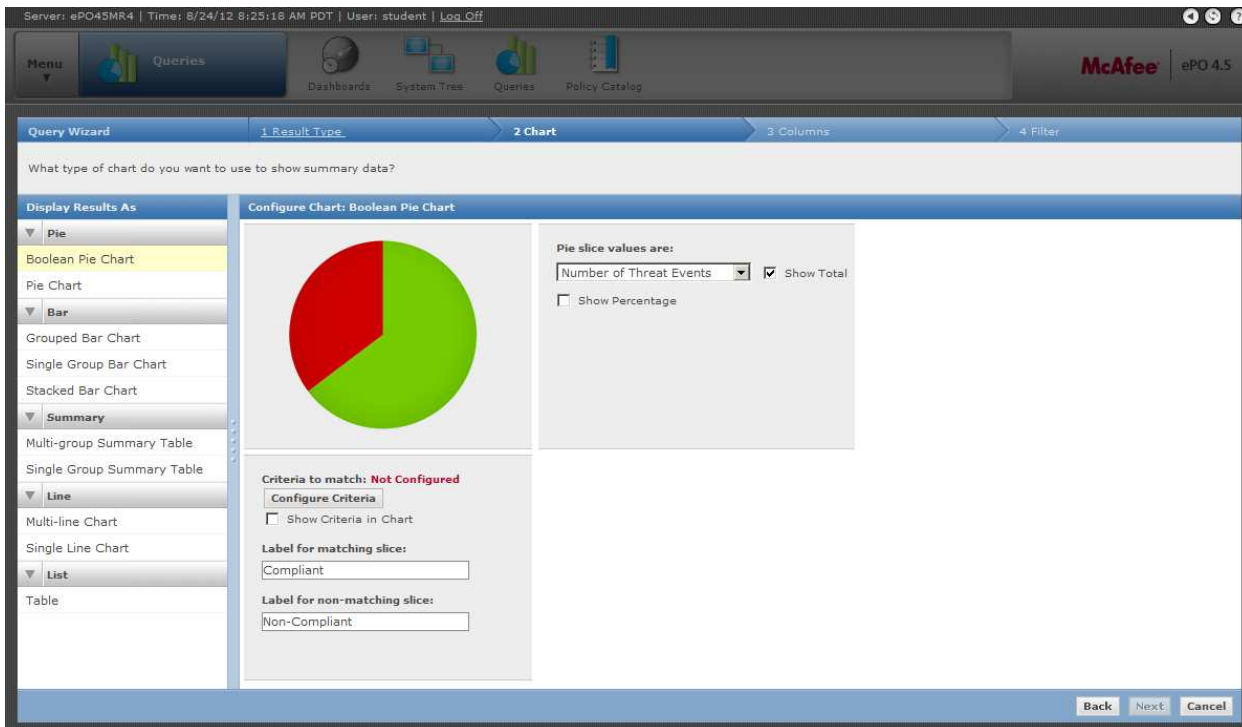 Server: ePO45MR4 | Time: 8/24/12 8:25:18 AM PDT | User: student | Log Off
Menu
Queries
Dashboards
System Tree
Queries
Policy Catalog
McAfee
ePO 4.5
Query Wizard
1 Result Type
2 Chart
3 Columns
4 Filter
What type of chart do you want to use to show summary data?
Display Results As
Pie
Boolean Pie Chart
Pie Chart
Bar
Grouped Bar Chart
Single Group Bar Chart
Stacked Bar Chart
Summary
Multi-group Summary Table
Single Group Summary Table
Line
Multi-line Chart
Single Line Chart
List
Table
Configure Chart: Boolean Pie Chart
Pie slice values are:
Number of Threat Events
Show Total
Show Percentage
Criteria to match: Not Configured
Configure Criteria
Show Criteria in Chart
Label for matching slice:
Compliant
Label for non-matching slice:
Non-Compliant
Back
Next
Cancel